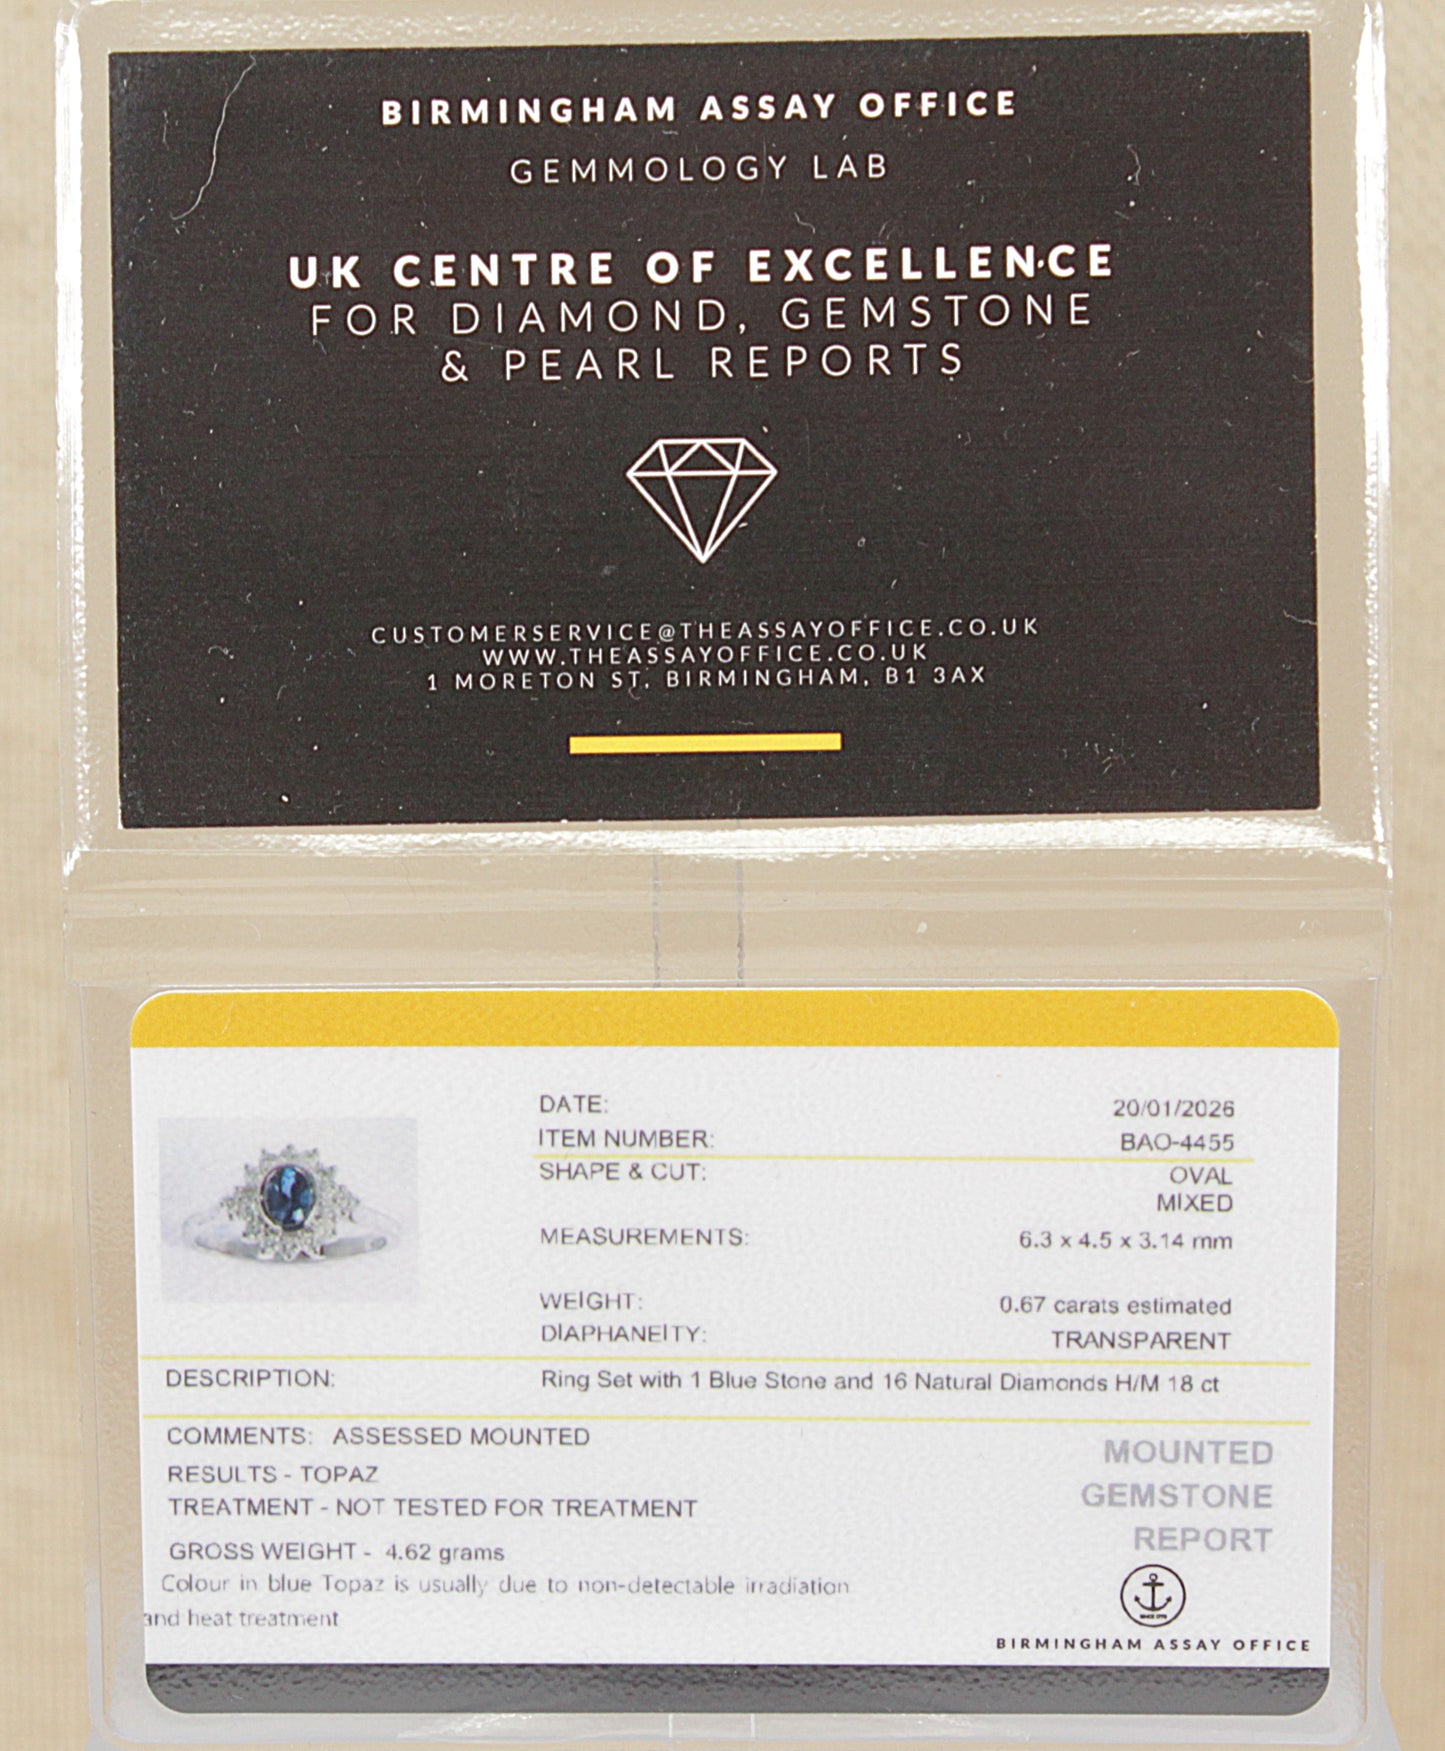 BIRMINGHAM ASSAY OFFICE
GEMMOLOGY LAB
UK CENTRE OF EXCELLENCE
FOR DIAMOND, GEMSTONE
& PEARL REPORTS
CUSTOMERSERVICE@THEASSAYOFFICE.CO.UK
WWW.THEASSAYOFFICE.CO.UK
1 MORETON ST, BIRMINGHAM, B1 3AX
DATE: 20/01/2026
ITEM NUMBER: BAO-4455
SHAPE & CUT: OVAL
MIXED
MEASUREMENTS: 6.3 x 4.5 x 3.14 mm
WEIGHT: 0.67 carats estimated
DIAPHANEITY: TRANSPARENT
DESCRIPTION: Ring Set with 1 Blue Stone and 16 Natural Diamonds H/M 18 ct
COMMENTS: ASSESSED MOUNTED
RESULTS - TOPAZ
TREATMENT - NOT TESTED FOR TREATMENT
GROSS WEIGHT - 4.62 grams
Colour in blue Topaz is usually due to non-detectable irradiation
and heat treatment
MOUNTED
GEMSTONE
REPORT
BIRMINGHAM ASSAY OFFICE